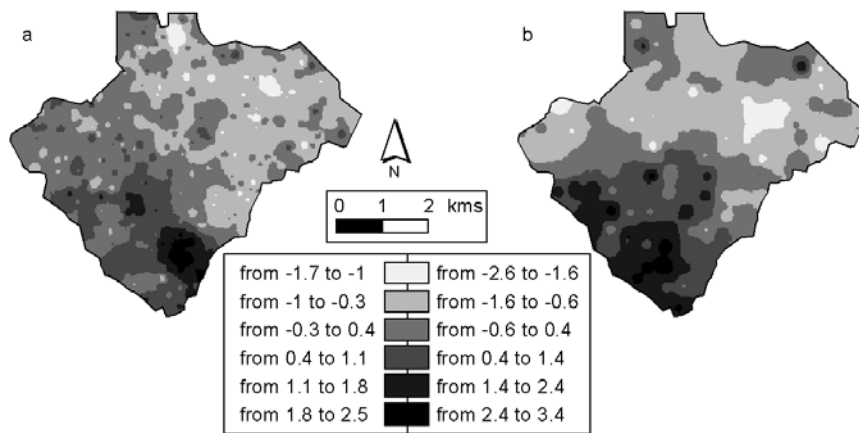 a
b
N
0 1 2 kms
from -1.7 to -1 from -2.6 to -1.6
from -1 to -0.3 from -1.6 to -0.6
from -0.3 to 0.4 from -0.6 to 0.4
from 0.4 to 1.1 from 0.4 to 1.4
from 1.1 to 1.8 from 1.4 to 2.4
from 1.8 to 2.5 from 2.4 to 3.4